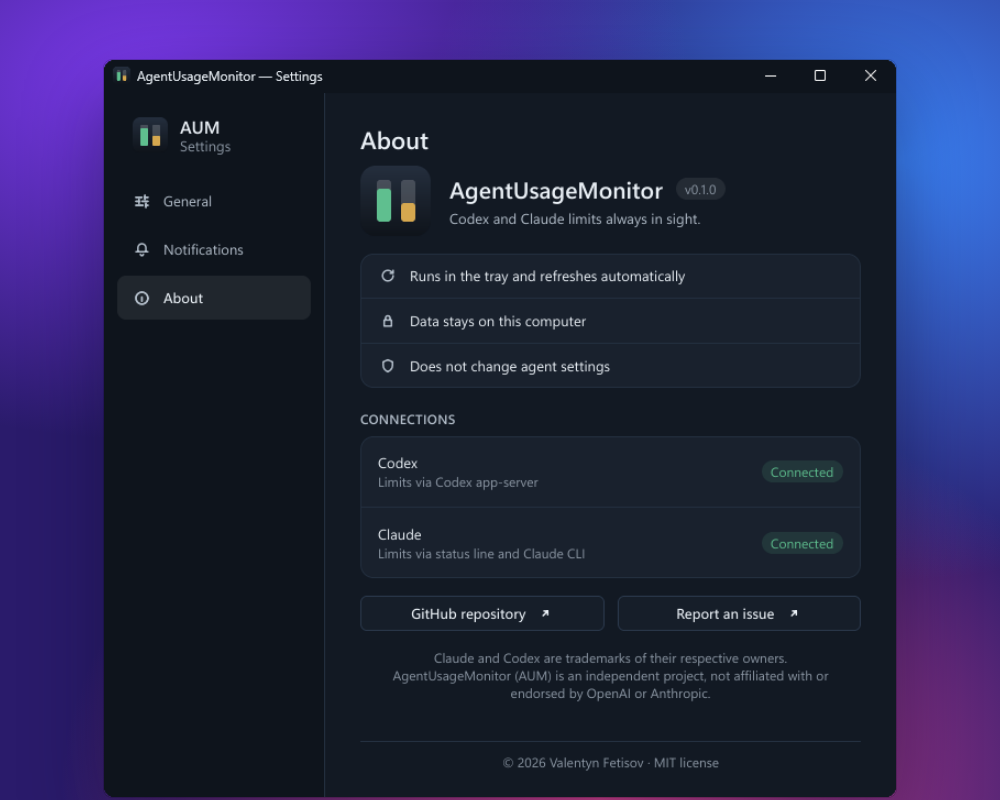 AgentUsageMonitor — Settings
AUM
Settings
General
Notifications
About
About
AgentUsageMonitor v0.1.0
Codex and Claude limits always in sight.
Runs in the tray and refreshes automatically
Data stays on this computer
Does not change agent settings
CONNECTIONS
Codex
Limits via Codex app-server
Connected
Claude
Limits via status line and Claude CLI
Connected
GitHub repository
Report an issue
Claude and Codex are trademarks of their respective owners.
AgentUsageMonitor (AUM) is an independent project, not affiliated with or
endorsed by OpenAI or Anthropic.
© 2026 Valentyn Fetisov · MIT license